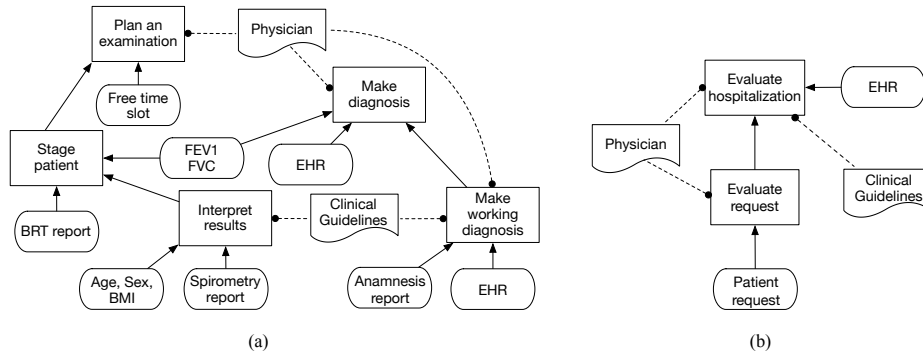 Plan an
examination
Physician
Free time
slot
Make
diagnosis
Stage
patient
FEV1
FVC
EHR
BRT report
Interpret
results
Clinical
Guidelines
Make
working
diagnosis
Age, Sex,
BMI
Spirometry
report
Anamnesis
report
EHR
(a)
Evaluate
hospitalization
EHR
Physician
Evaluate
request
Clinical
Guidelines
Patient
request
(b)